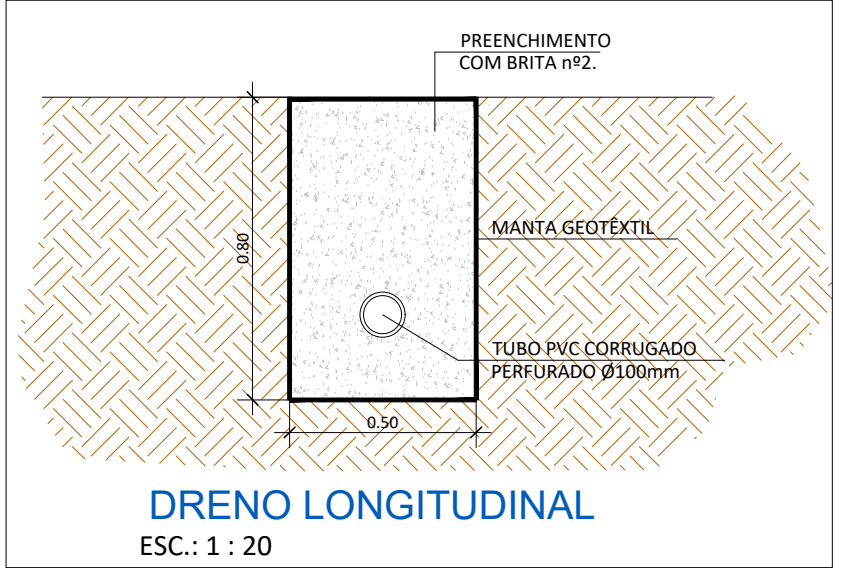 PREENCHIMENTO
COM BRITA nº2.
MANTA GEOTÊXTIL
0.80
TUBO PVC CORRUGADO
PERFURADO Ø100mm
0.50
DRENO LONGITUDINAL
ESC.: 1 : 20